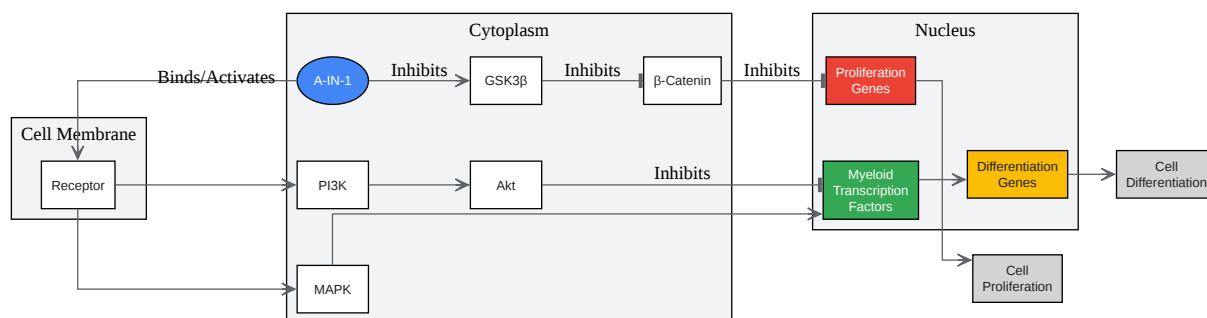 Cytoplasm
Nucleus
Binds/Activates
A-IN-1
Inhibits
GSK3β
Inhibits
β-Catenin
Inhibits
Proliferation
Genes
Cell Membrane
Receptor
PI3K
Akt
Inhibits
Myeloid
Transcription
Factors
Differentiation
Genes
Cell
Differentiation
MAPK
Cell
Proliferation